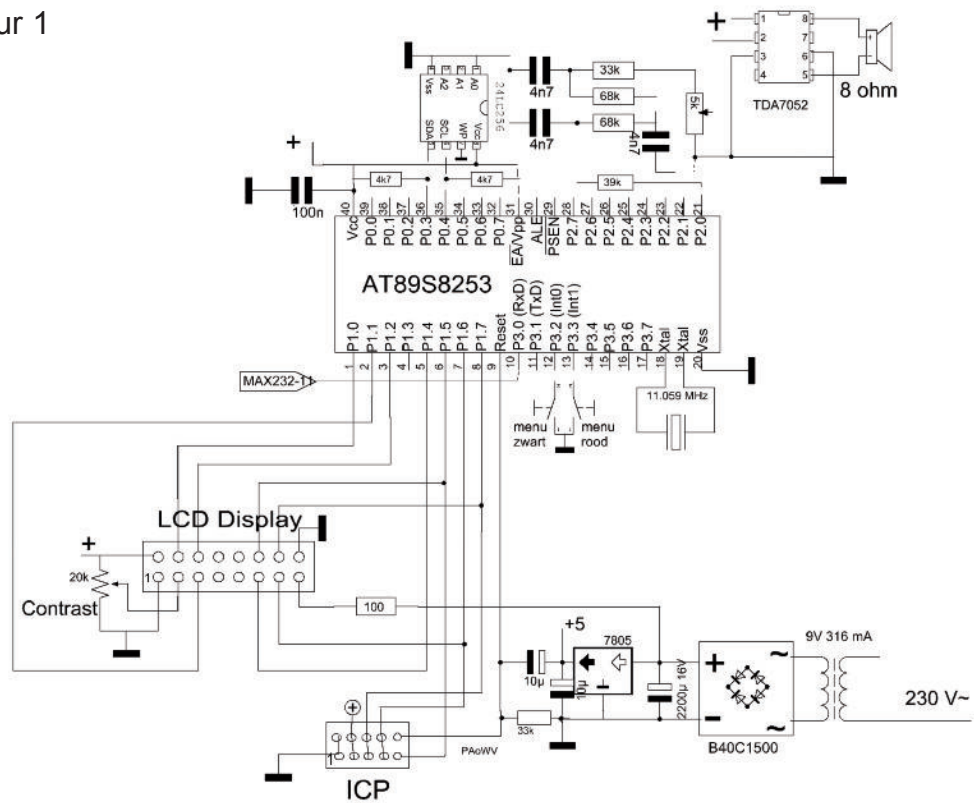 ur 1
+
1
2
3
4
8
7
6
5
TDA7052
8 ohm
Vss
A2
A1
A0
SDA
SCL
WP
Vcc
24LC256
4n7
33k
68k
5k
4n7
68k
4n7
+
100n
4k7
4k7
39k
40 39 38 37 36 35 34 33 32 31 30 29 28 27 26 25 24 23 22 21
Vcc P0.0 P0.1 P0.2 P0.3 P0.4 P0.5 P0.6 P0.7 EA/Vpp ALE PSEN P2.7 P2.6 P2.5 P2.4 P2.3 P2.2 P2.1 P2.0
AT89S8253
P1.0 P1.1 P1.2 P1.3 P1.4 P1.5 P1.6 P1.7 Reset P3.0 (RxD) P3.1 (TxD) P3.2 (Int0) P3.3 (Int1) P3.4 P3.5 P3.6 P3.7 Xtal Xtal Vss
1 2 3 4 5 6 7 8 9 10 11 12 13 14 15 16 17 18 19 20
MAX232-11
menu zwart
menu rood
11.059 MHz
LCD Display
+
1
20k
Contrast
100
+5
7805
10µ
10µ
2200µ 16V
+
−
~
~
9V 316 mA
230 V~
B40C1500
33k
PAoWV
+
1
ICP